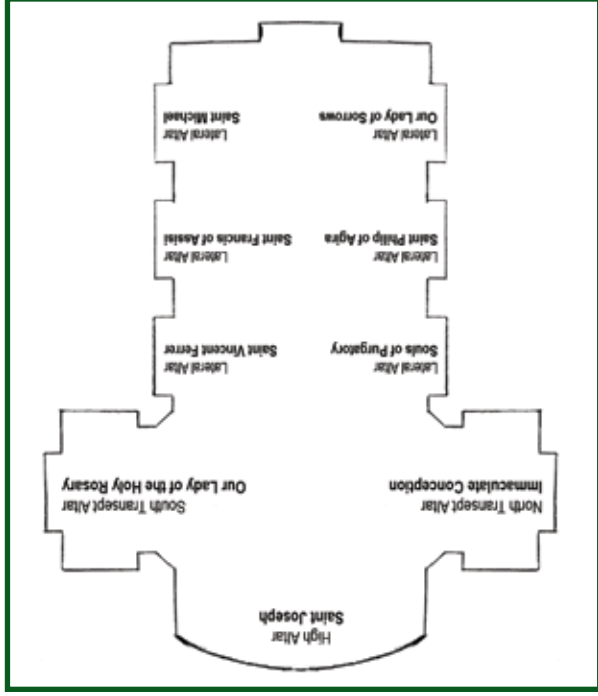 High Altar
Saint Joseph
North Transept Altar
Immaculate Conception
South Transept Altar
Our Lady of the Holy Rosary
Lateral Altar
Souls of Purgatory
Lateral Altar
Saint Vincent Ferrer
Lateral Altar
Saint Philip of Agira
Lateral Altar
Saint Francis of Assisi
Lateral Altar
Our Lady of Sorrows
Lateral Altar
Saint Michael